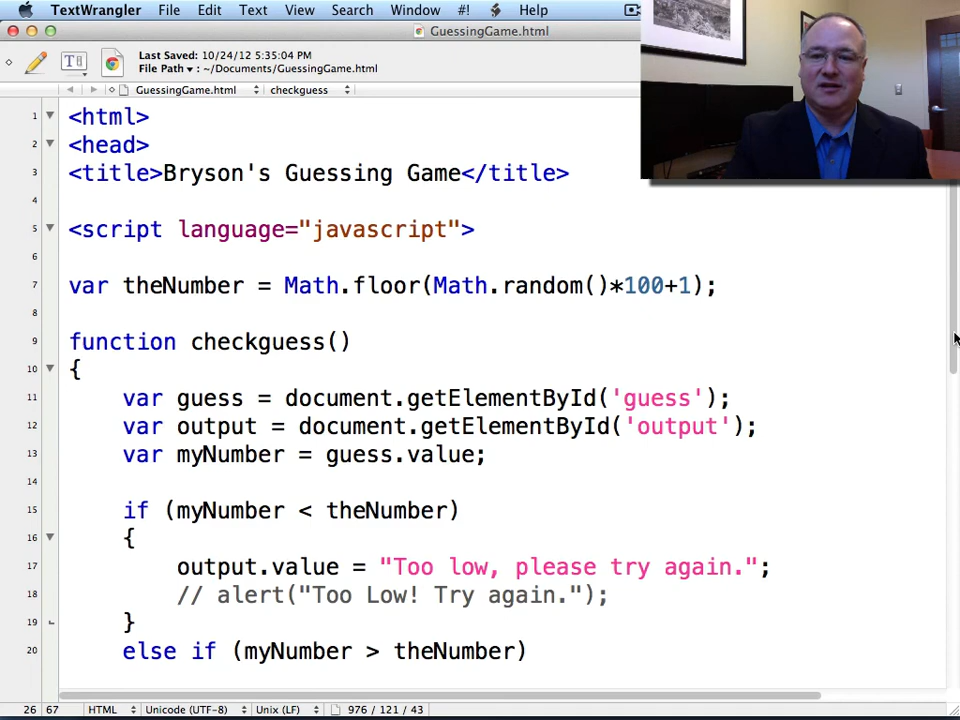 TextWrangler File Edit Text View Search Window #! Help
GuessingGame.html
Last Saved: 10/24/12 5:35:04 PM
File Path ▾ : ~/Documents/GuessingGame.html
GuessingGame.html checkguess
1 <html>
2 <head>
3 <title>Bryson's Guessing Game</title>
4
5 <script language="javascript">
6
7 var theNumber = Math.floor(Math.random()*100+1);
8
9 function checkguess()
10 {
11 var guess = document.getElementById('guess');
12 var output = document.getElementById('output');
13 var myNumber = guess.value;
14
15 if (myNumber < theNumber)
16 {
17 output.value = "Too low, please try again.";
18 // alert("Too Low! Try again.");
19 }
20 else if (myNumber > theNumber)
26 67 HTML Unicode (UTF-8) Unix (LF) 976 / 121 / 43